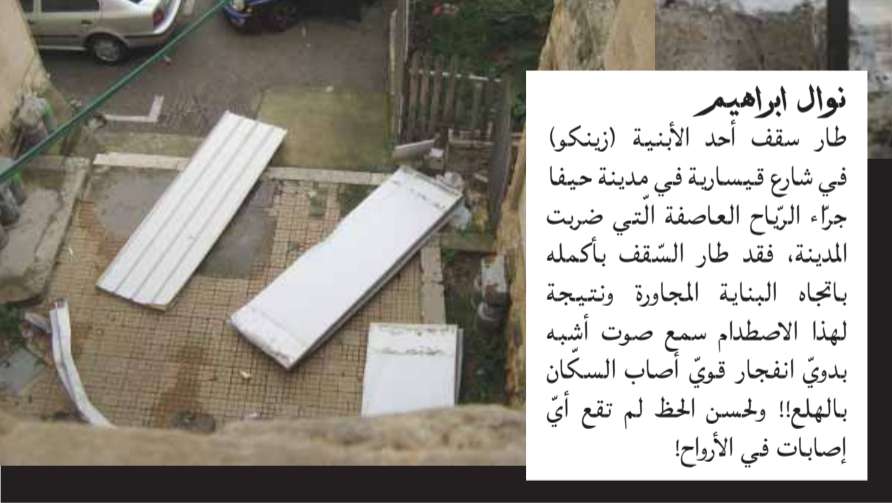 نوال ابراهيم
طار سقف أحد الأبنية (زينكو)
في شارع قيسارية في مدينة حيفا
جرّاء الريّاح العاصفة الّتي ضربت
المدينة، فقد طار السّقف بأكمله
باتجاه البناية المجاورة ونتيجة
لهذا الاصطدام سمع صوت أشبه
بدويّ انفجار قويّ أصاب السكّان
بالهلع!! ولحسن الحظ لم تقع أيّ
إصابات في الأرواح!